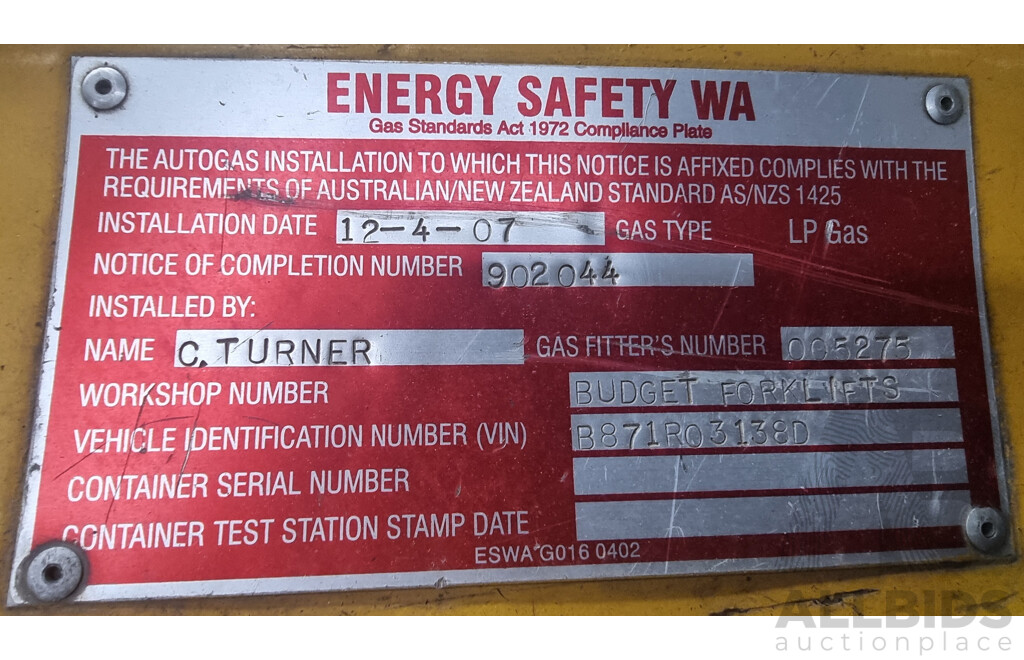 ENERGY SAFETY WA
Gas Standards Act 1972 Compliance Plate
THE AUTOGAS INSTALLATION TO WHICH THIS NOTICE IS AFFIXED COMPLIES WITH THE
REQUIREMENTS OF AUSTRALIAN/NEW ZEALAND STANDARD AS/NZS 1425
INSTALLATION DATE 12-4-07 GAS TYPE LP Gas
NOTICE OF COMPLETION NUMBER 902044
INSTALLED BY:
NAME C. TURNER GAS FITTER'S NUMBER 005275
WORKSHOP NUMBER BUDGET FORKLIFTS
VEHICLE IDENTIFICATION NUMBER (VIN) B871R03138D
CONTAINER SERIAL NUMBER
CONTAINER TEST STATION STAMP DATE
ESWA G016 0402
ALLBIDS
auctionplace